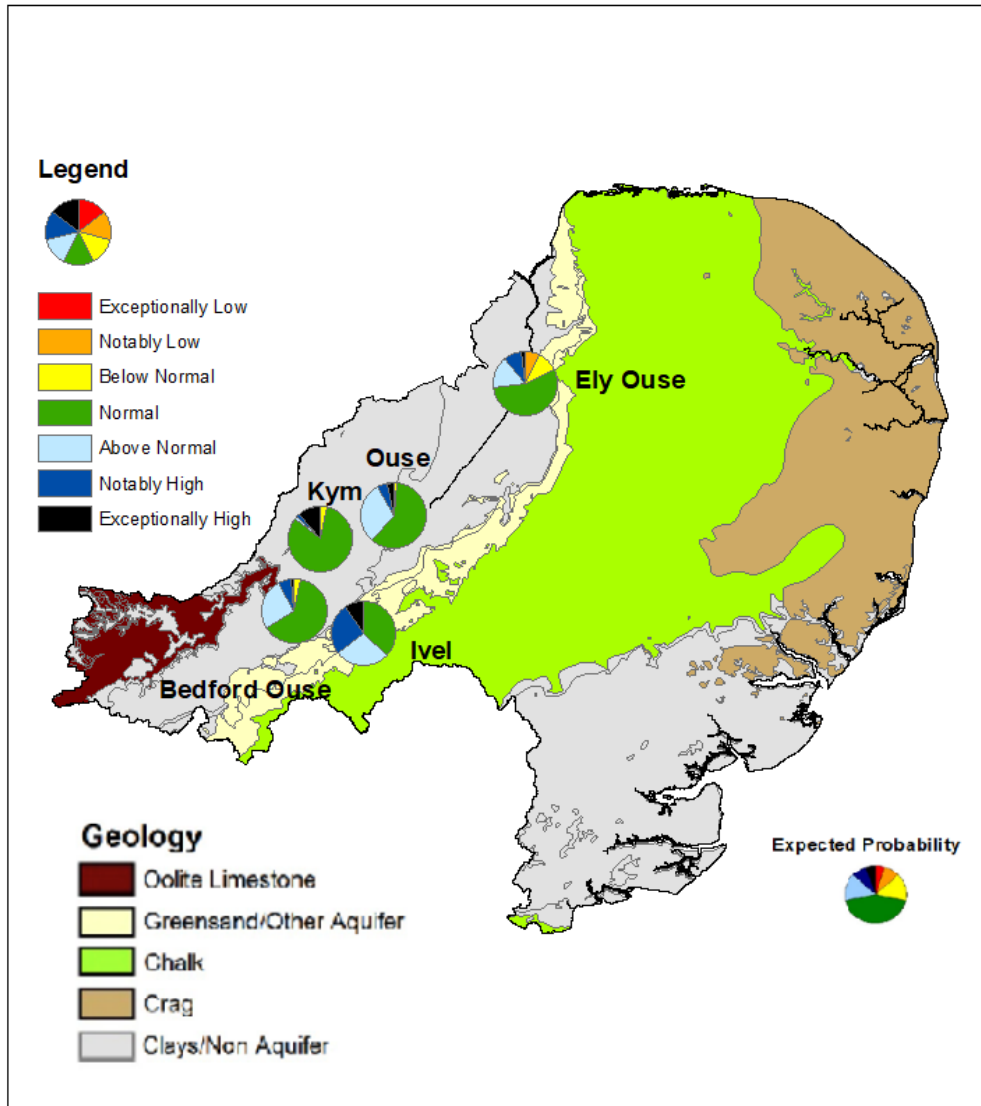 Legend
Exceptionally Low
Notably Low
Below Normal
Normal
Above Normal
Notably High
Exceptionally High
Ely Ouse
Ouse
Kym
Ivel
Bedford Ouse
Geology
Oolite Limestone
Greensand/Other Aquifer
Chalk
Crag
Clays/Non Aquifer
Expected Probability